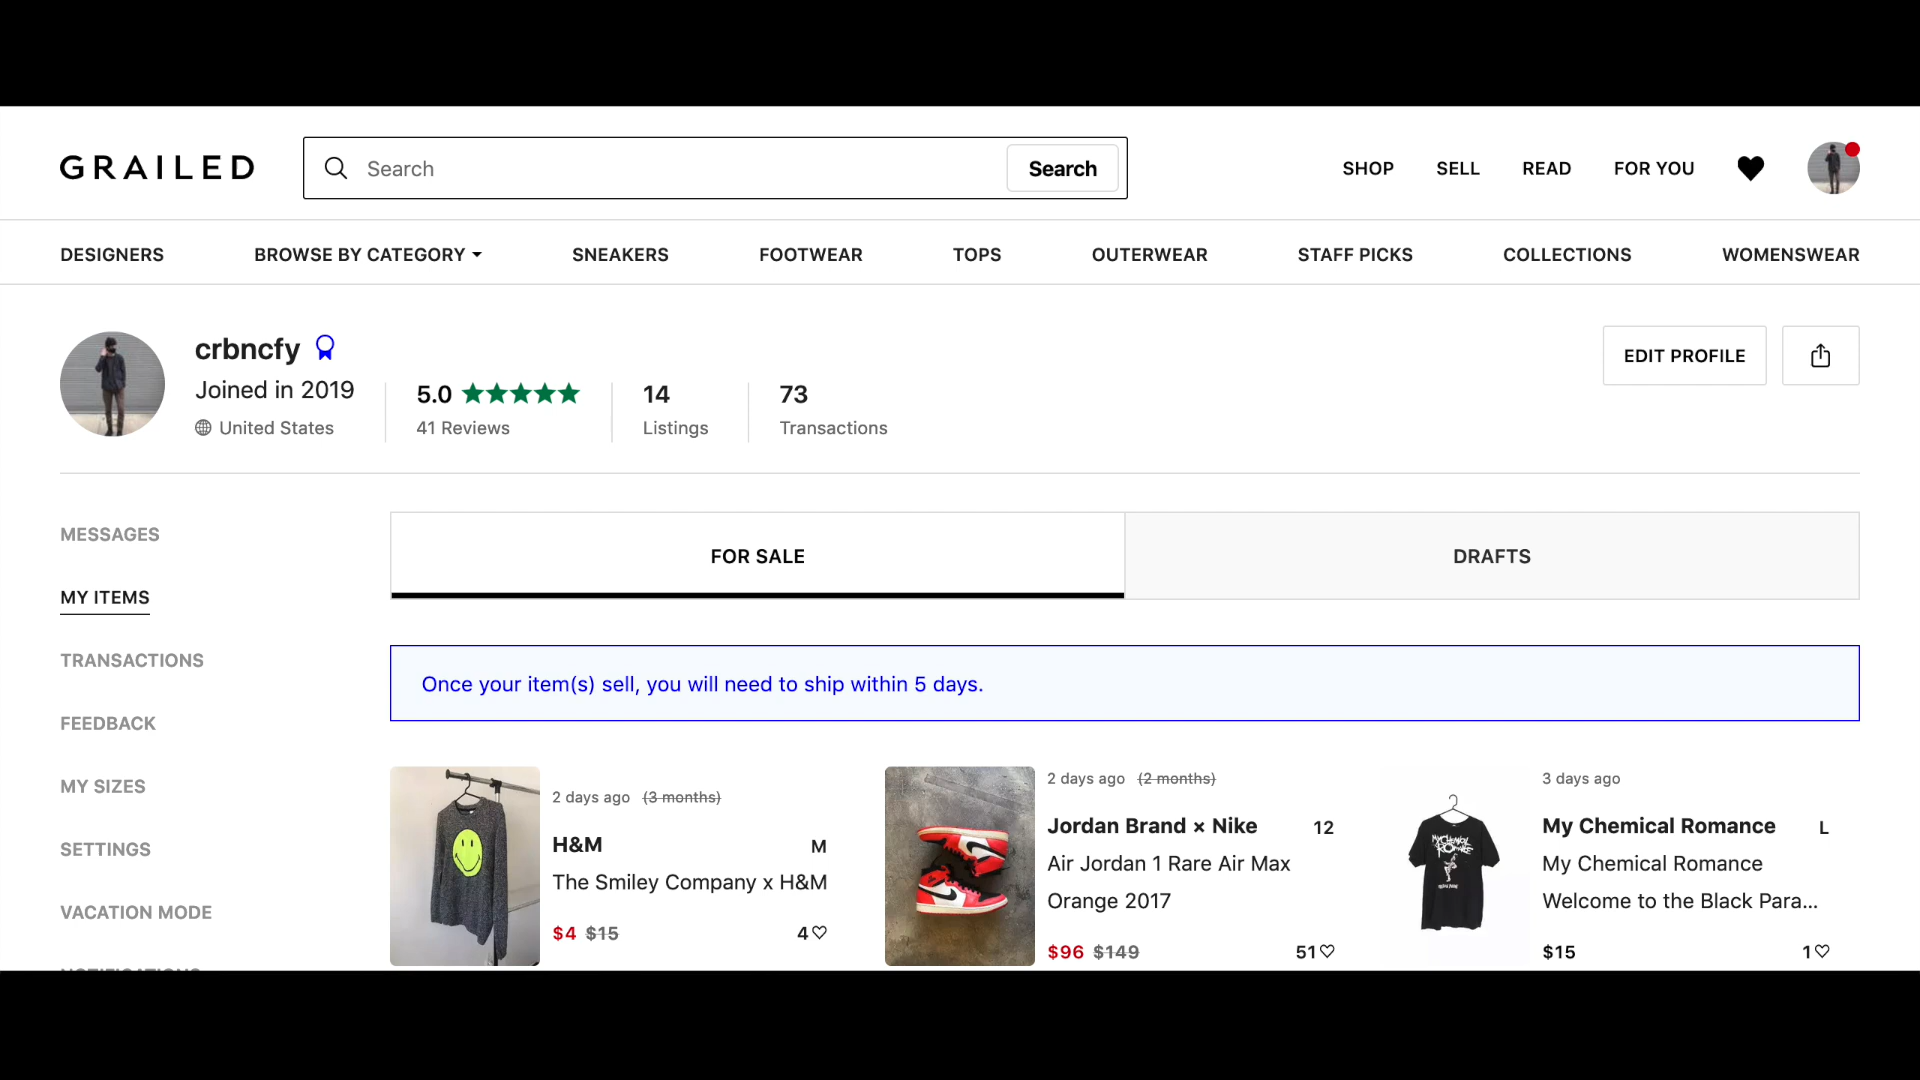 GRAILED
Search
Search
SHOP
SELL
READ
FOR YOU
DESIGNERS
BROWSE BY CATEGORY
SNEAKERS
FOOTWEAR
TOPS
OUTERWEAR
STAFF PICKS
COLLECTIONS
WOMENSWEAR
crbncfy
Joined in 2019
United States
5.0
41 Reviews
14
Listings
73
Transactions
EDIT PROFILE
MESSAGES
MY ITEMS
TRANSACTIONS
FEEDBACK
MY SIZES
SETTINGS
VACATION MODE
NOTIFICATIONS
FOR SALE
DRAFTS
Once your item(s) sell, you will need to ship within 5 days.
2 days ago (3 months)
H&M M
The Smiley Company x H&M
$4 $15 4
2 days ago (2 months)
Jordan Brand × Nike 12
Air Jordan 1 Rare Air Max
Orange 2017
$96 $149 51
MY CHEMICAL
ROMANCE
3 days ago
My Chemical Romance L
My Chemical Romance
Welcome to the Black Para...
$15 1